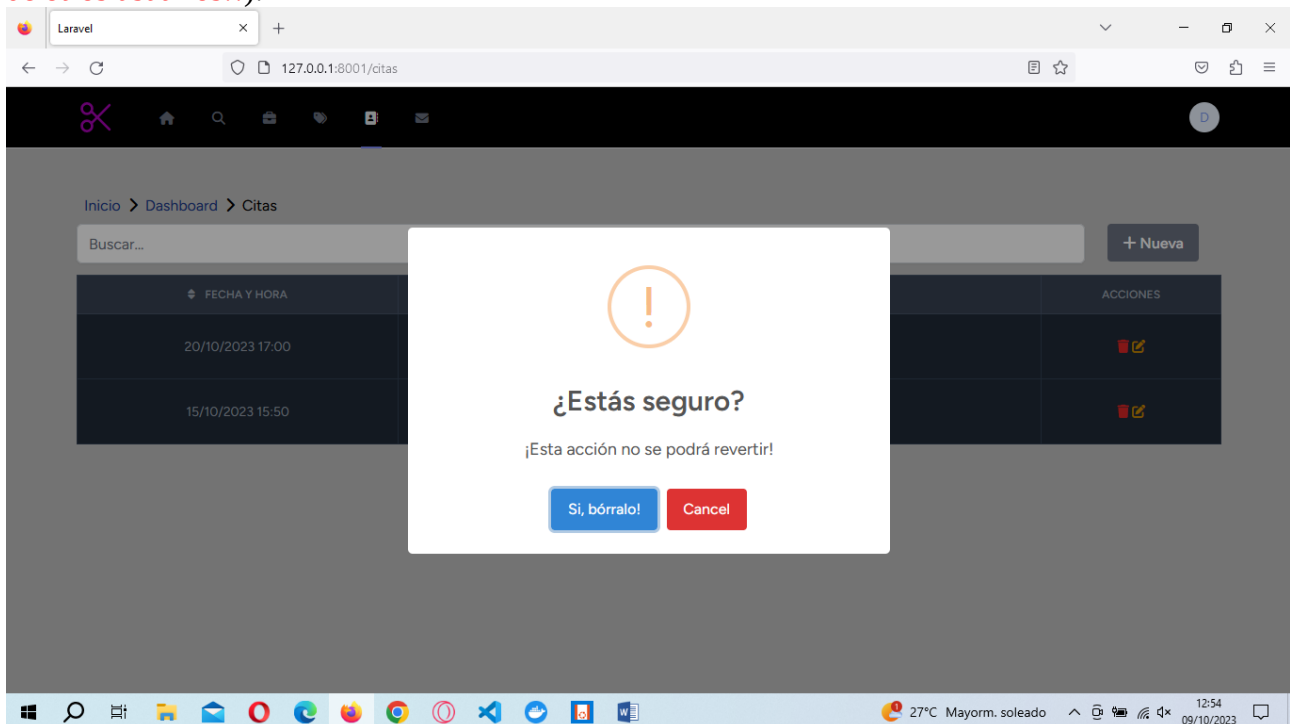 Laravel
127.0.0.1:8001/citas
D
Inicio Dashboard Citas
Buscar...
+ Nueva
FECHA Y HORA
ACCIONES
20/10/2023 17:00
15/10/2023 15:50
!
¿Estás seguro?
¡Esta acción no se podrá revertir!
Si, bórralo!
Cancel
27°C Mayorm. soleado
12:54
09/10/2023